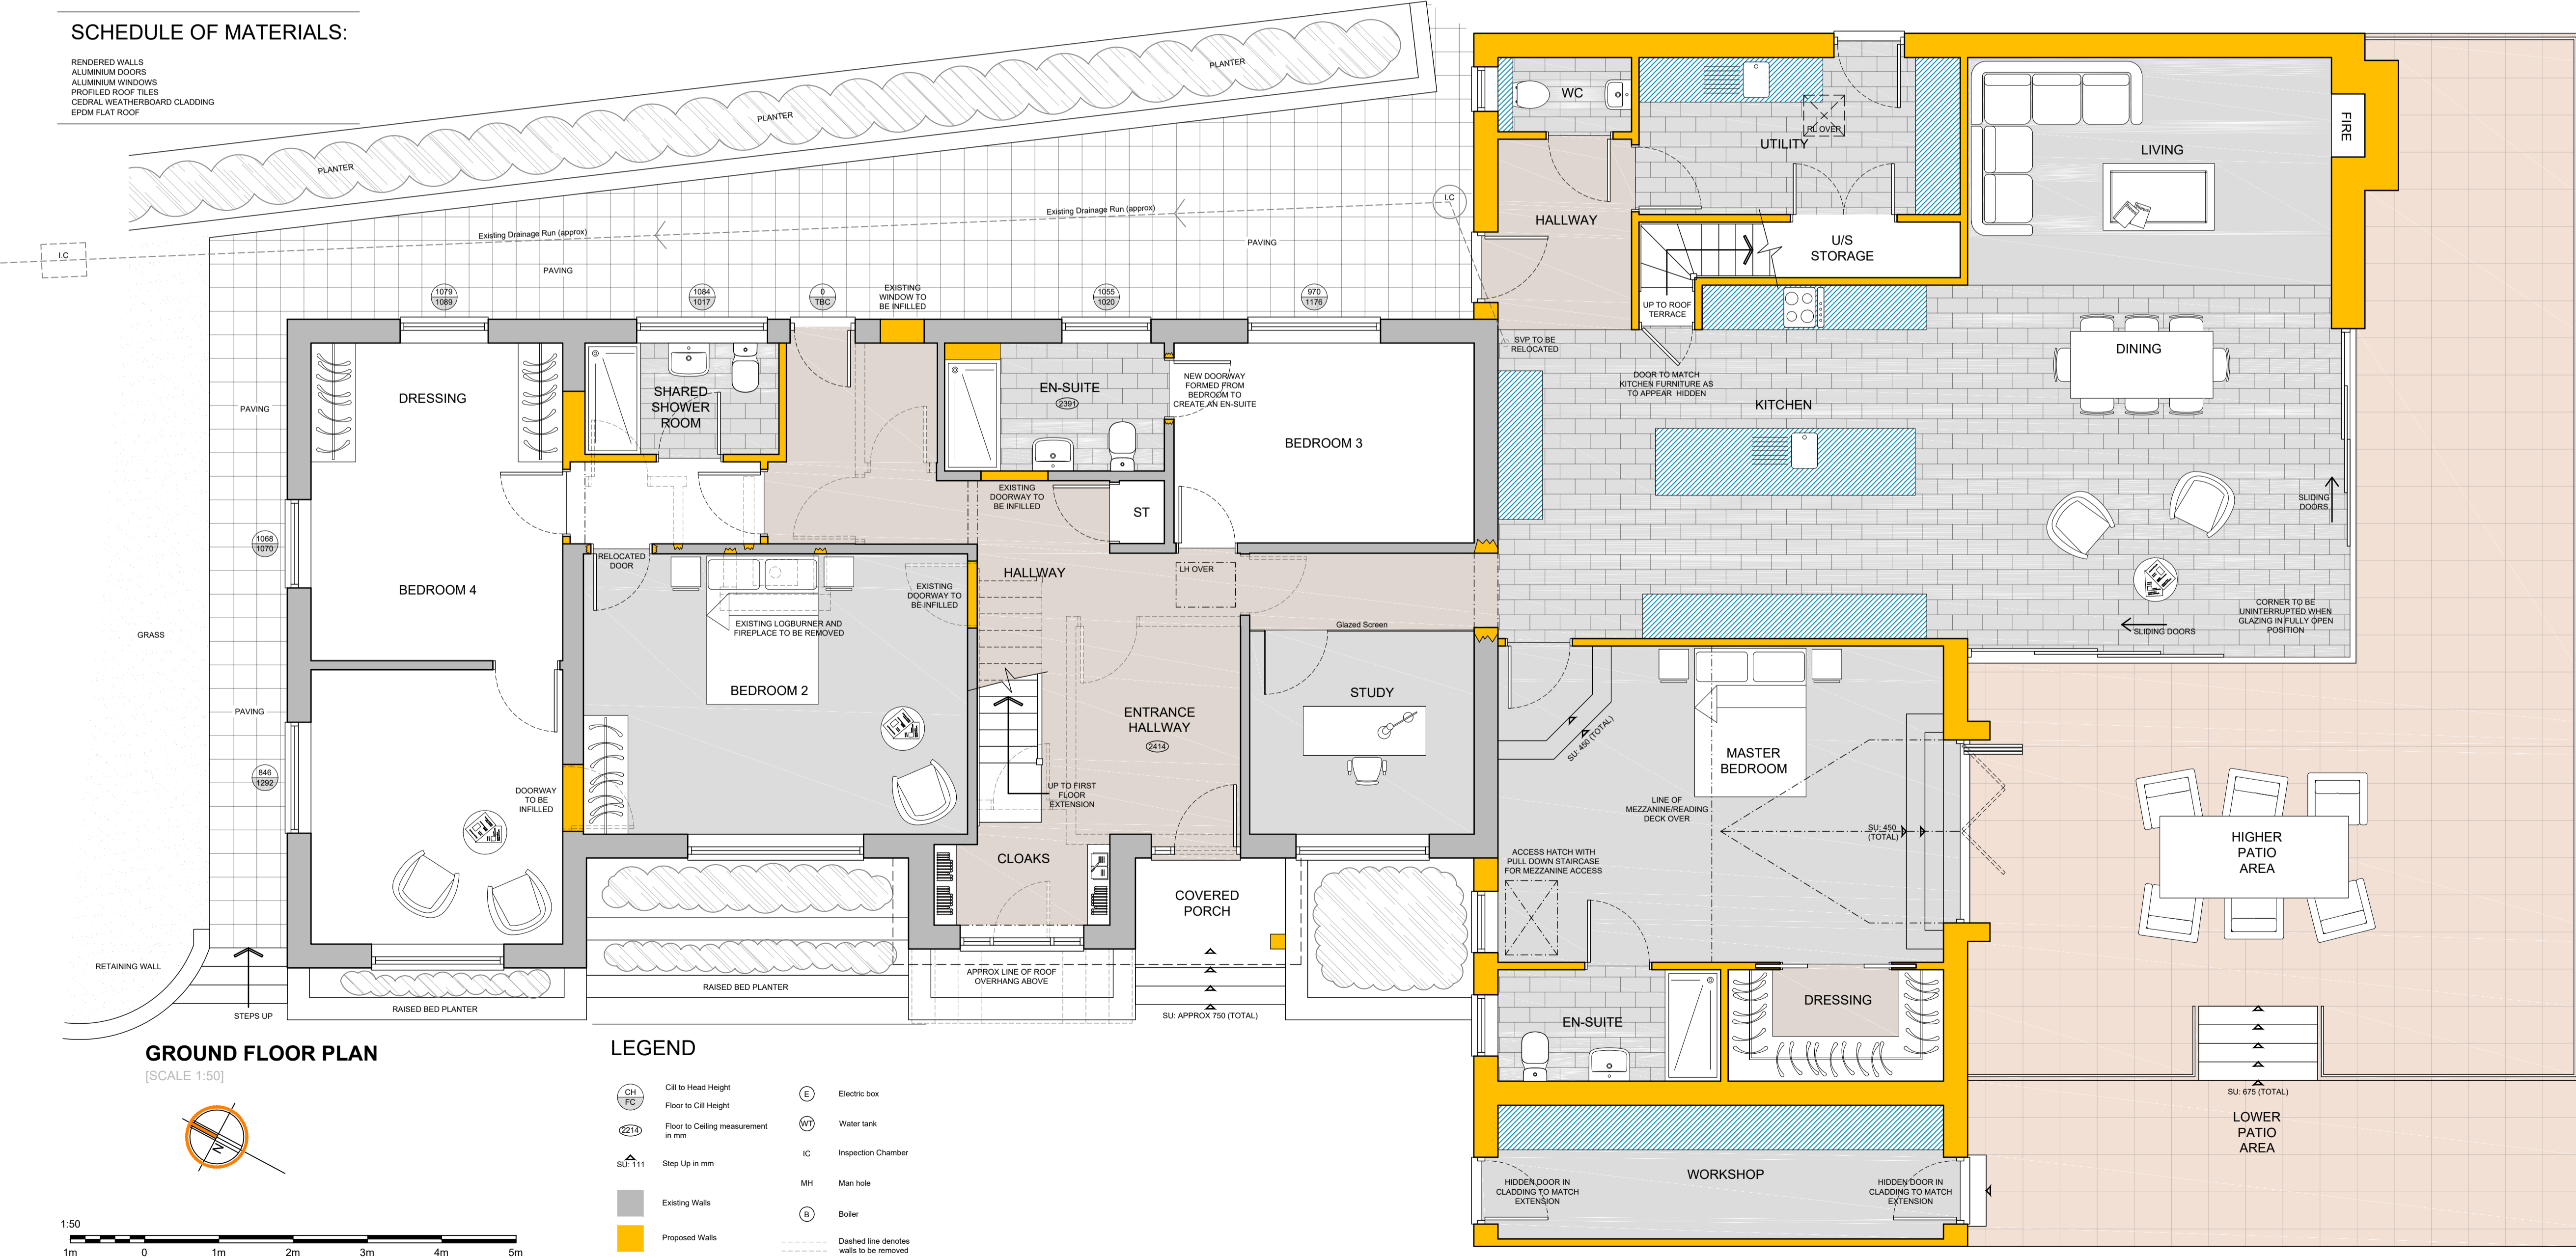 SCHEDULE OF MATERIALS:
RENDERED WALLS
ALUMINIUM DOORS
ALUMINIUM WINDOWS
PROFILED ROOF TILES
CEDRAL WEATHERBOARD CLADDING
EPDM FLAT ROOF
PLANTER
PLANTER
PLANTER
I.C
Existing Drainage Run (approx)
Existing Drainage Run (approx)
I.C
PAVING
PAVING
WC
UTILITY
RL OVER
LIVING
FIRE
HALLWAY
U/S
STORAGE
UP TO ROOF
TERRACE
1079
1089
1084
1017
0
TBC
EXISTING
WINDOW TO
BE INFILLED
1055
1020
970
1176
SVP TO BE
RELOCATED
DOOR TO MATCH
KITCHEN FURNITURE AS
TO APPEAR HIDDEN
KITCHEN
DINING
DRESSING
SHARED
SHOWER
ROOM
EN-SUITE
2391
NEW DOORWAY
FORMED FROM
BEDROOM TO
CREATE AN EN-SUITE
BEDROOM 3
PAVING
EXISTING
DOORWAY TO
BE INFILLED
ST
SLIDING
DOORS
1068
1070
RELOCATED
DOOR
HALLWAY
LH OVER
BEDROOM 4
EXISTING
DOORWAY TO
BE INFILLED
EXISTING LOGBURNER AND
FIREPLACE TO BE REMOVED
Glazed Screen
SLIDING DOORS
CORNER TO BE
UNINTERRUPTED WHEN
GLAZING IN FULLY OPEN
POSITION
GRASS
BEDROOM 2
STUDY
PAVING
ENTRANCE
HALLWAY
2414
SU: 450 (TOTAL)
MASTER
BEDROOM
846
1292
DOORWAY
TO BE
INFILLED
UP TO FIRST
FLOOR
EXTENSION
LINE OF
MEZZANINE/READING
DECK OVER
SU: 450
(TOTAL)
HIGHER
PATIO
AREA
CLOAKS
ACCESS HATCH WITH
PULL DOWN STAIRCASE
FOR MEZZANINE ACCESS
COVERED
PORCH
RETAINING WALL
STEPS UP
RAISED BED PLANTER
RAISED BED PLANTER
APPROX LINE OF ROOF
OVERHANG ABOVE
SU: APPROX 750 (TOTAL)
EN-SUITE
DRESSING
SU: 675 (TOTAL)
LOWER
PATIO
AREA
WORKSHOP
HIDDEN DOOR IN
CLADDING TO MATCH
EXTENSION
HIDDEN DOOR IN
CLADDING TO MATCH
EXTENSION
GROUND FLOOR PLAN
[SCALE 1:50]
N
1:50
1m 0 1m 2m 3m 4m 5m
LEGEND
CH
FC
Cill to Head Height
Floor to Cill Height
2214
Floor to Ceiling measurement
in mm
SU: 111
Step Up in mm
Existing Walls
Proposed Walls
E
Electric box
WT
Water tank
IC
Inspection Chamber
MH
Man hole
B
Boiler
Dashed line denotes
walls to be removed